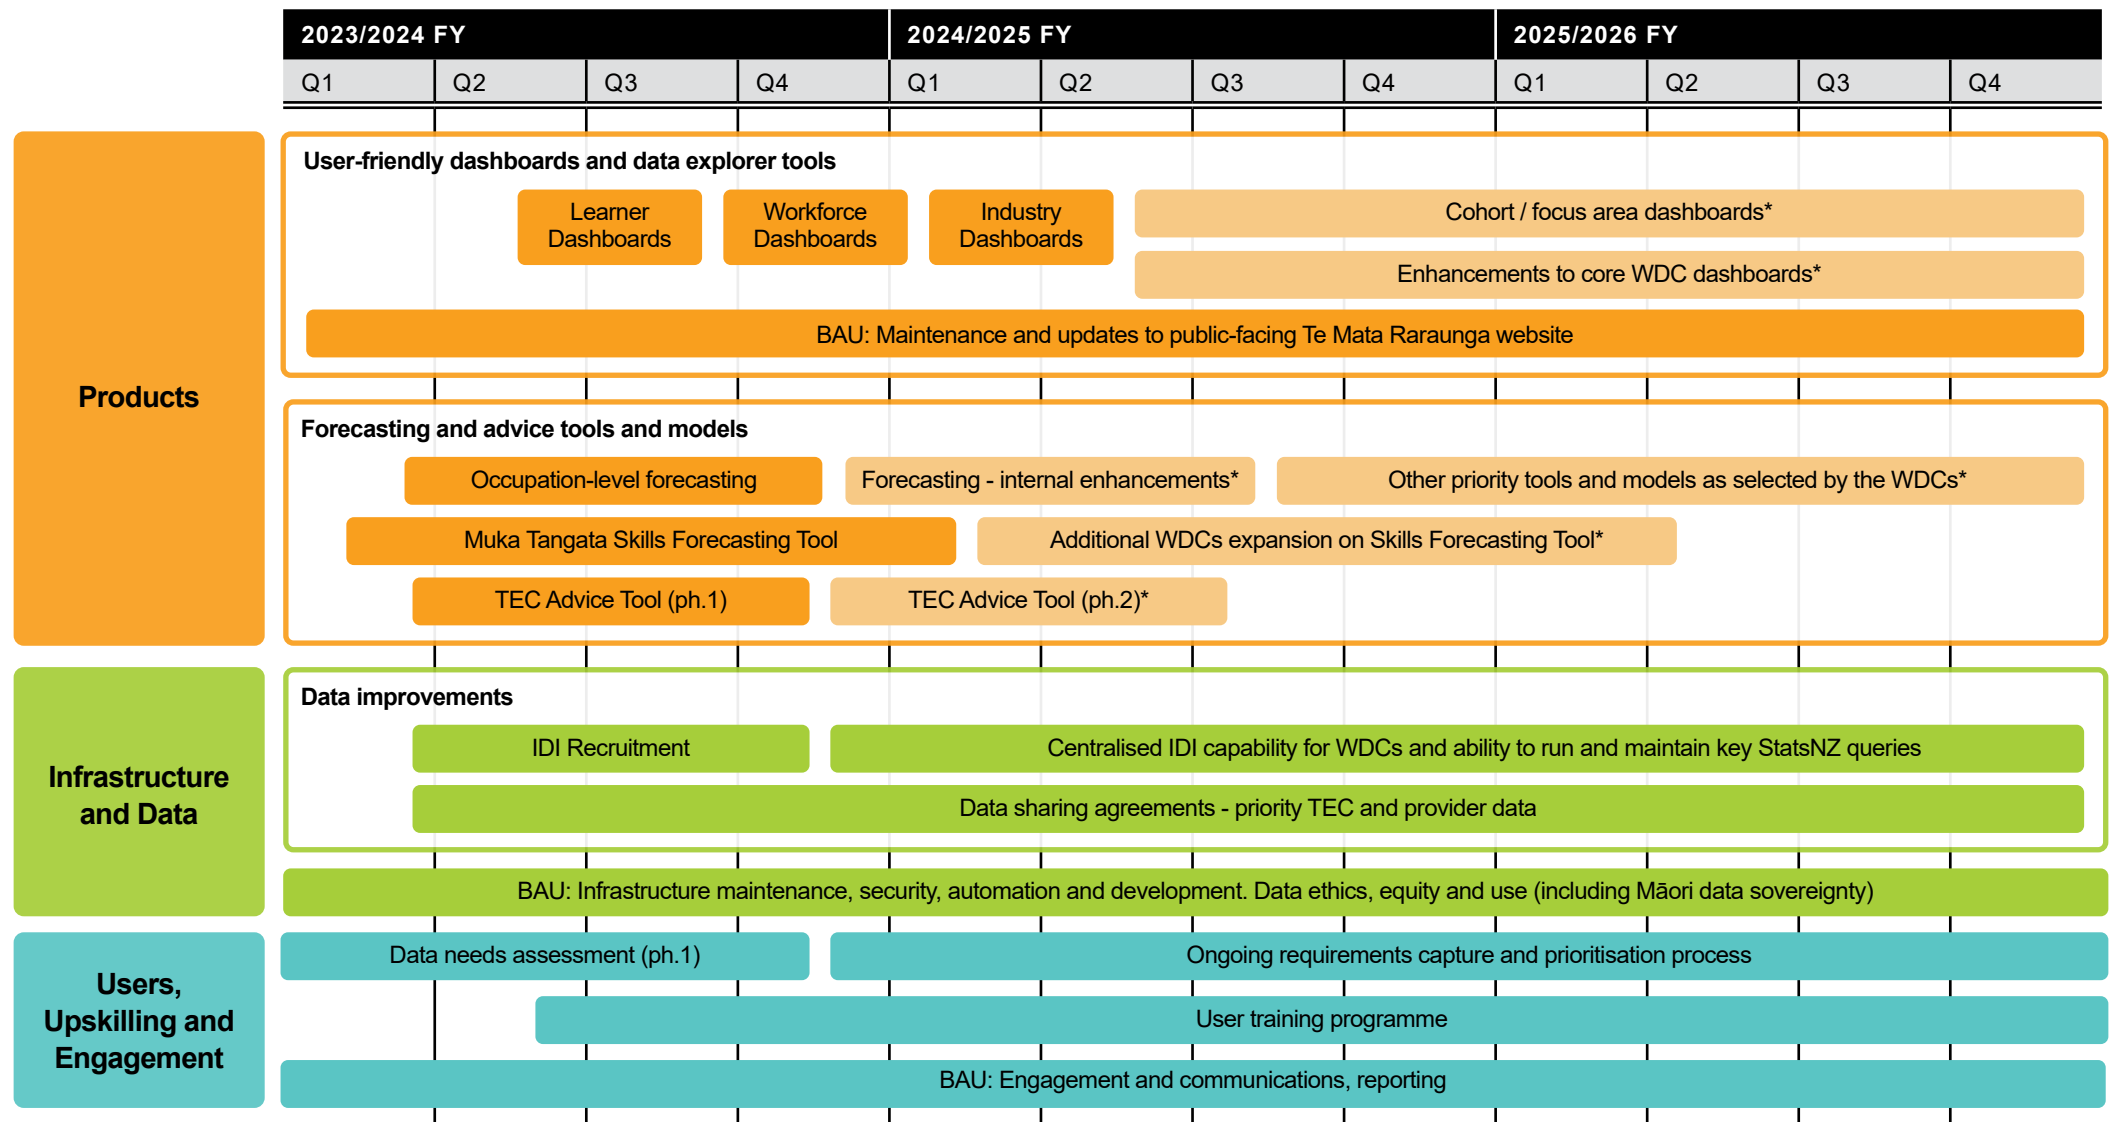 2023/2024 FY
2024/2025 FY
2025/2026 FY
Q1
Q2
Q3
Q4
Q1
Q2
Q3
Q4
Q1
Q2
Q3
Q4
Products
User-friendly dashboards and data explorer tools
Learner
Dashboards
Workforce
Dashboards
Industry
Dashboards
Cohort / focus area dashboards*
Enhancements to core WDC dashboards*
BAU: Maintenance and updates to public-facing Te Mata Raraunga website
Forecasting and advice tools and models
Occupation-level forecasting
Forecasting - internal enhancements*
Other priority tools and models as selected by the WDCs*
Muka Tangata Skills Forecasting Tool
Additional WDCs expansion on Skills Forecasting Tool*
TEC Advice Tool (ph.1)
TEC Advice Tool (ph.2)*
Infrastructure
and Data
Data improvements
IDI Recruitment
Centralised IDI capability for WDCs and ability to run and maintain key StatsNZ queries
Data sharing agreements - priority TEC and provider data
BAU: Infrastructure maintenance, security, automation and development. Data ethics, equity and use (including Māori data sovereignty)
Users,
Upskilling and
Engagement
Data needs assessment (ph.1)
Ongoing requirements capture and prioritisation process
User training programme
BAU: Engagement and communications, reporting